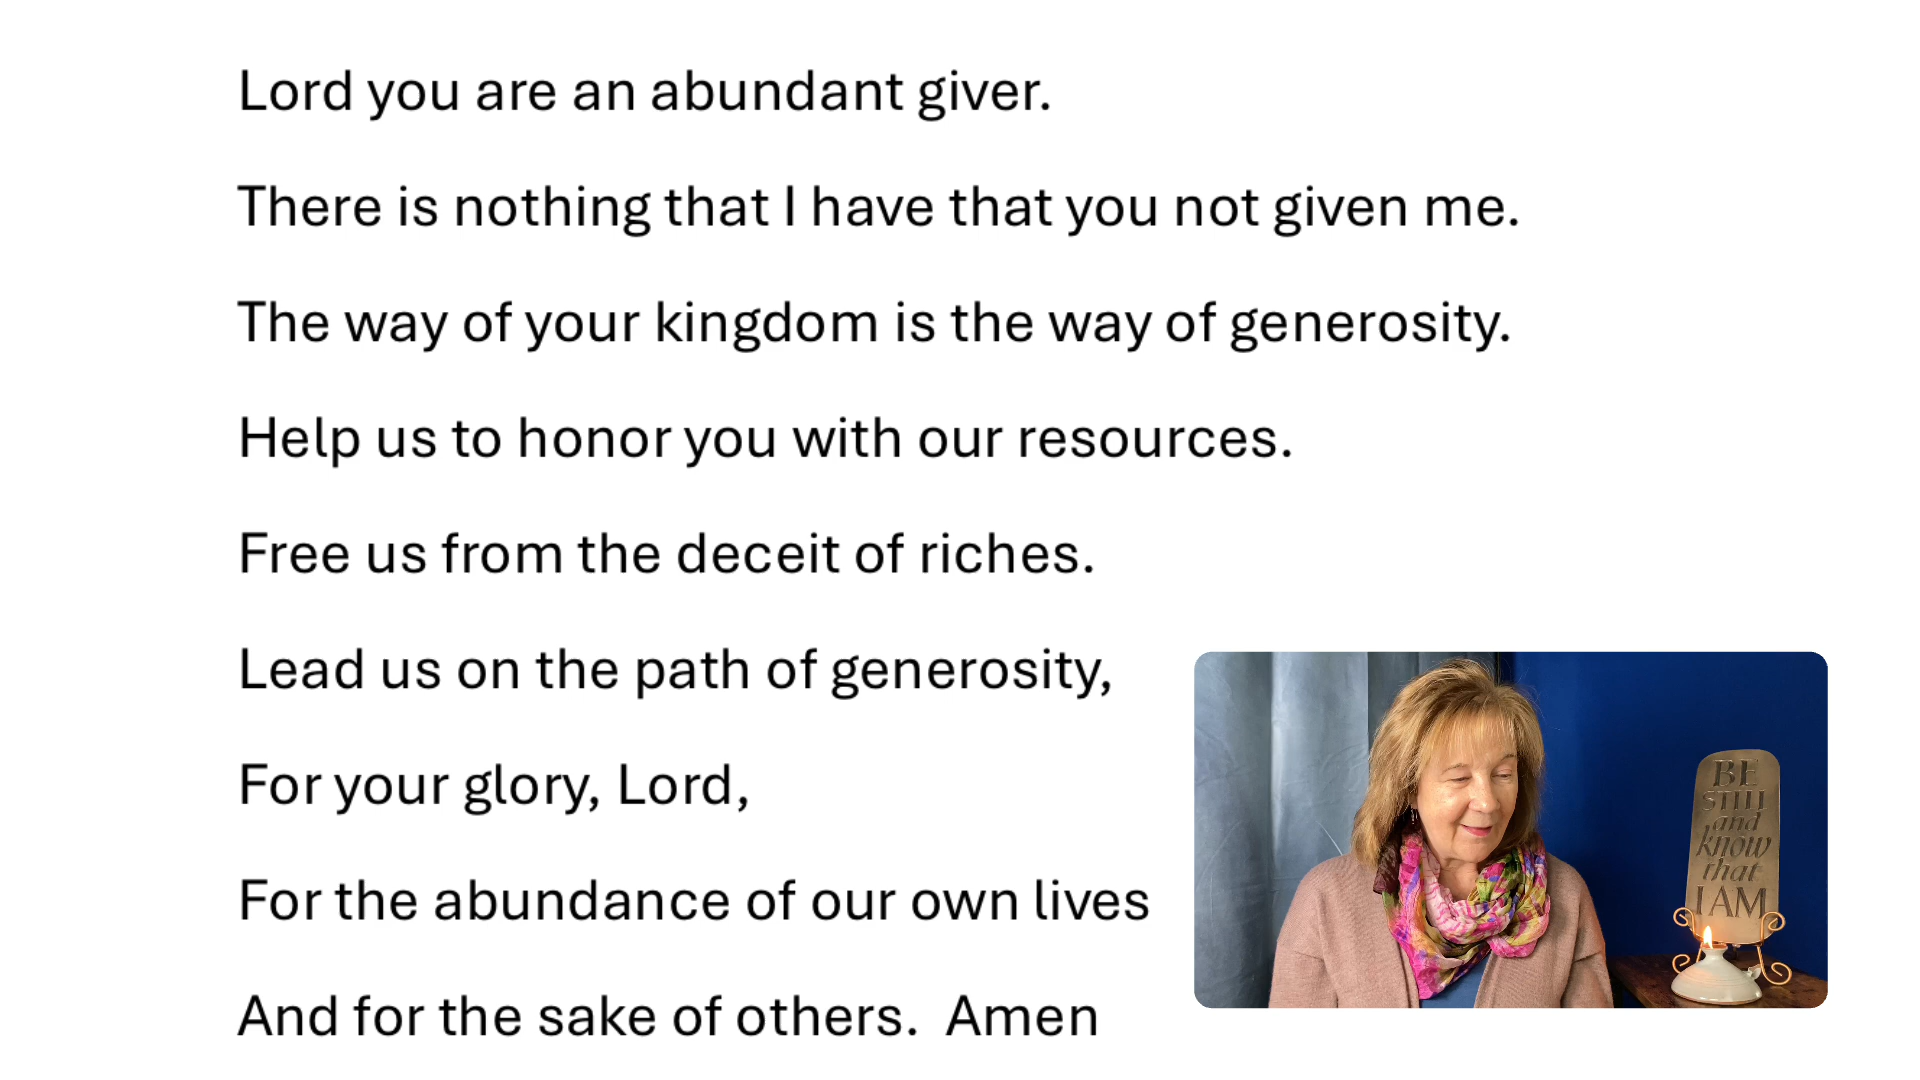 Lord you are an abundant giver.
There is nothing that I have that you not given me.
The way of your kingdom is the way of generosity.
Help us to honor you with our resources.
Free us from the deceit of riches.
Lead us on the path of generosity,
For your glory, Lord,
For the abundance of our own lives
And for the sake of others.  Amen
BE
STILL
and
know
that
I AM